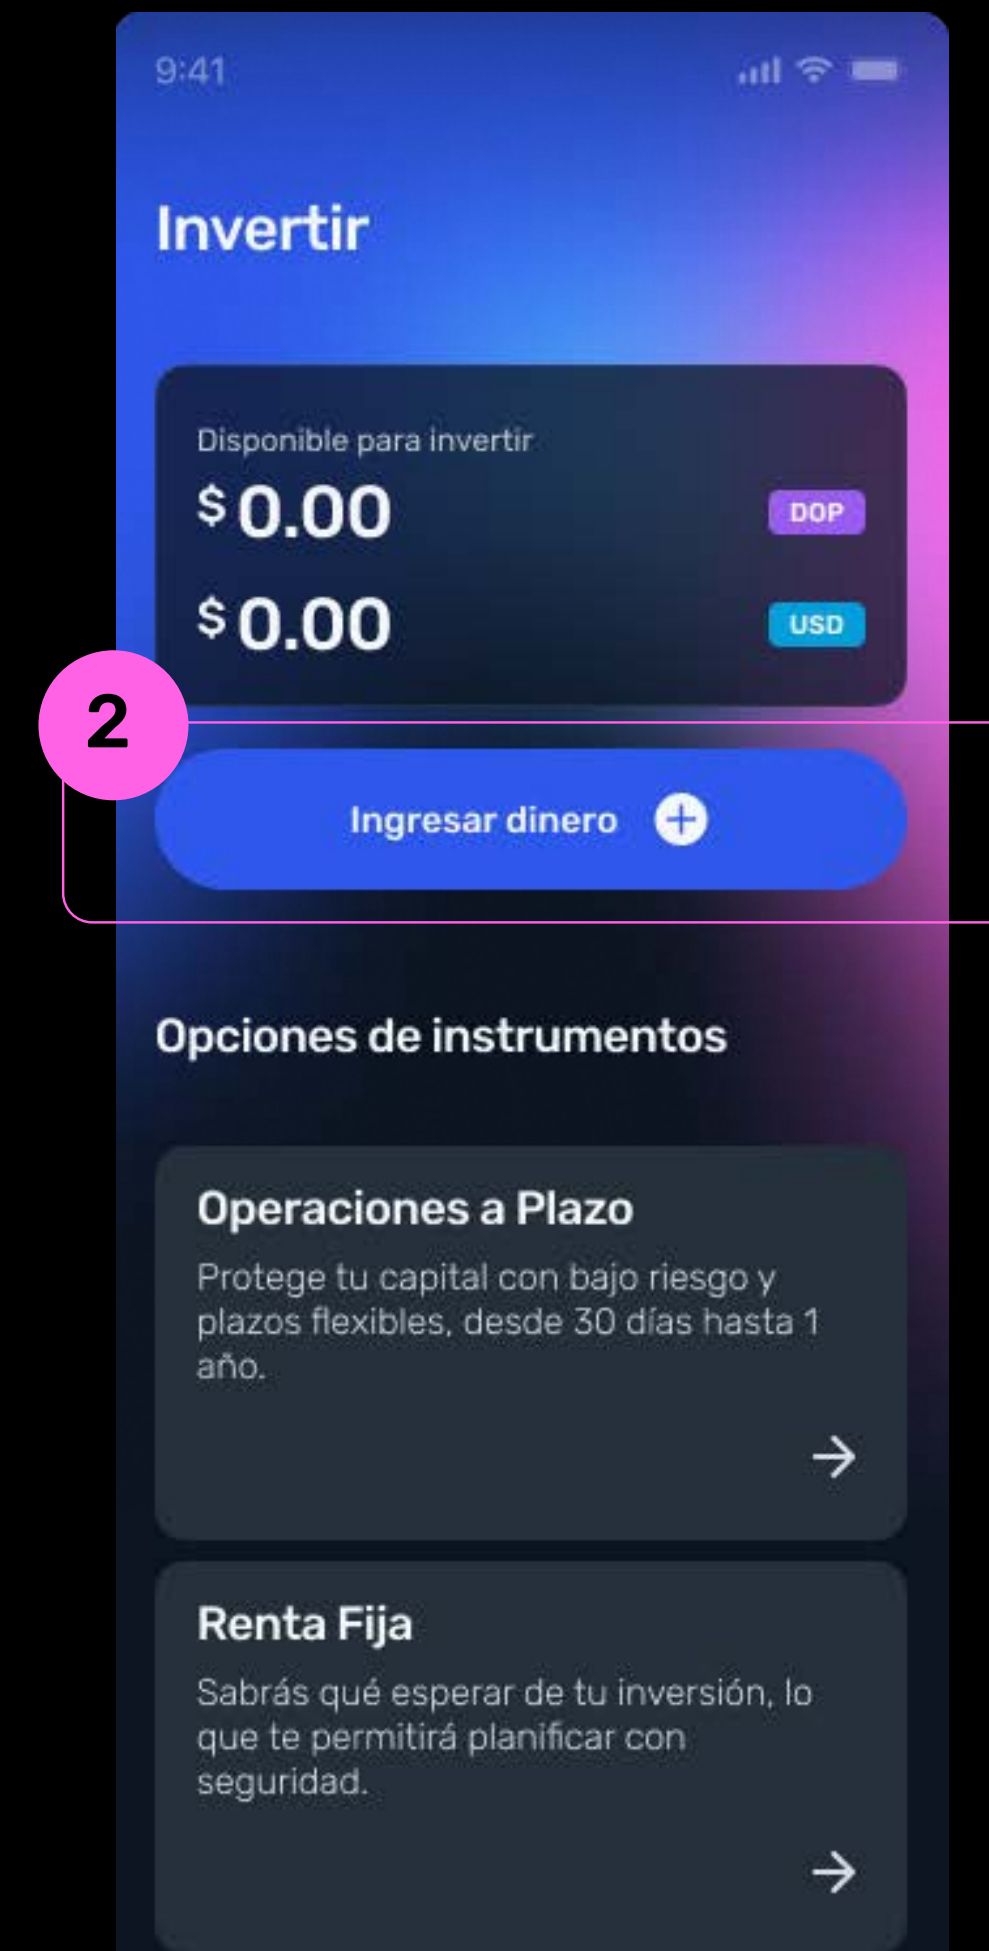 9:41
Invertir
Disponible para invertir
$ 0.00 DOP
$ 0.00 USD
2
Ingresar dinero
Opciones de instrumentos
Operaciones a Plazo
Protege tu capital con bajo riesgo y
plazos flexibles, desde 30 días hasta 1
año.
Renta Fija
Sabrás qué esperar de tu inversión, lo
que te permitirá planificar con
seguridad.